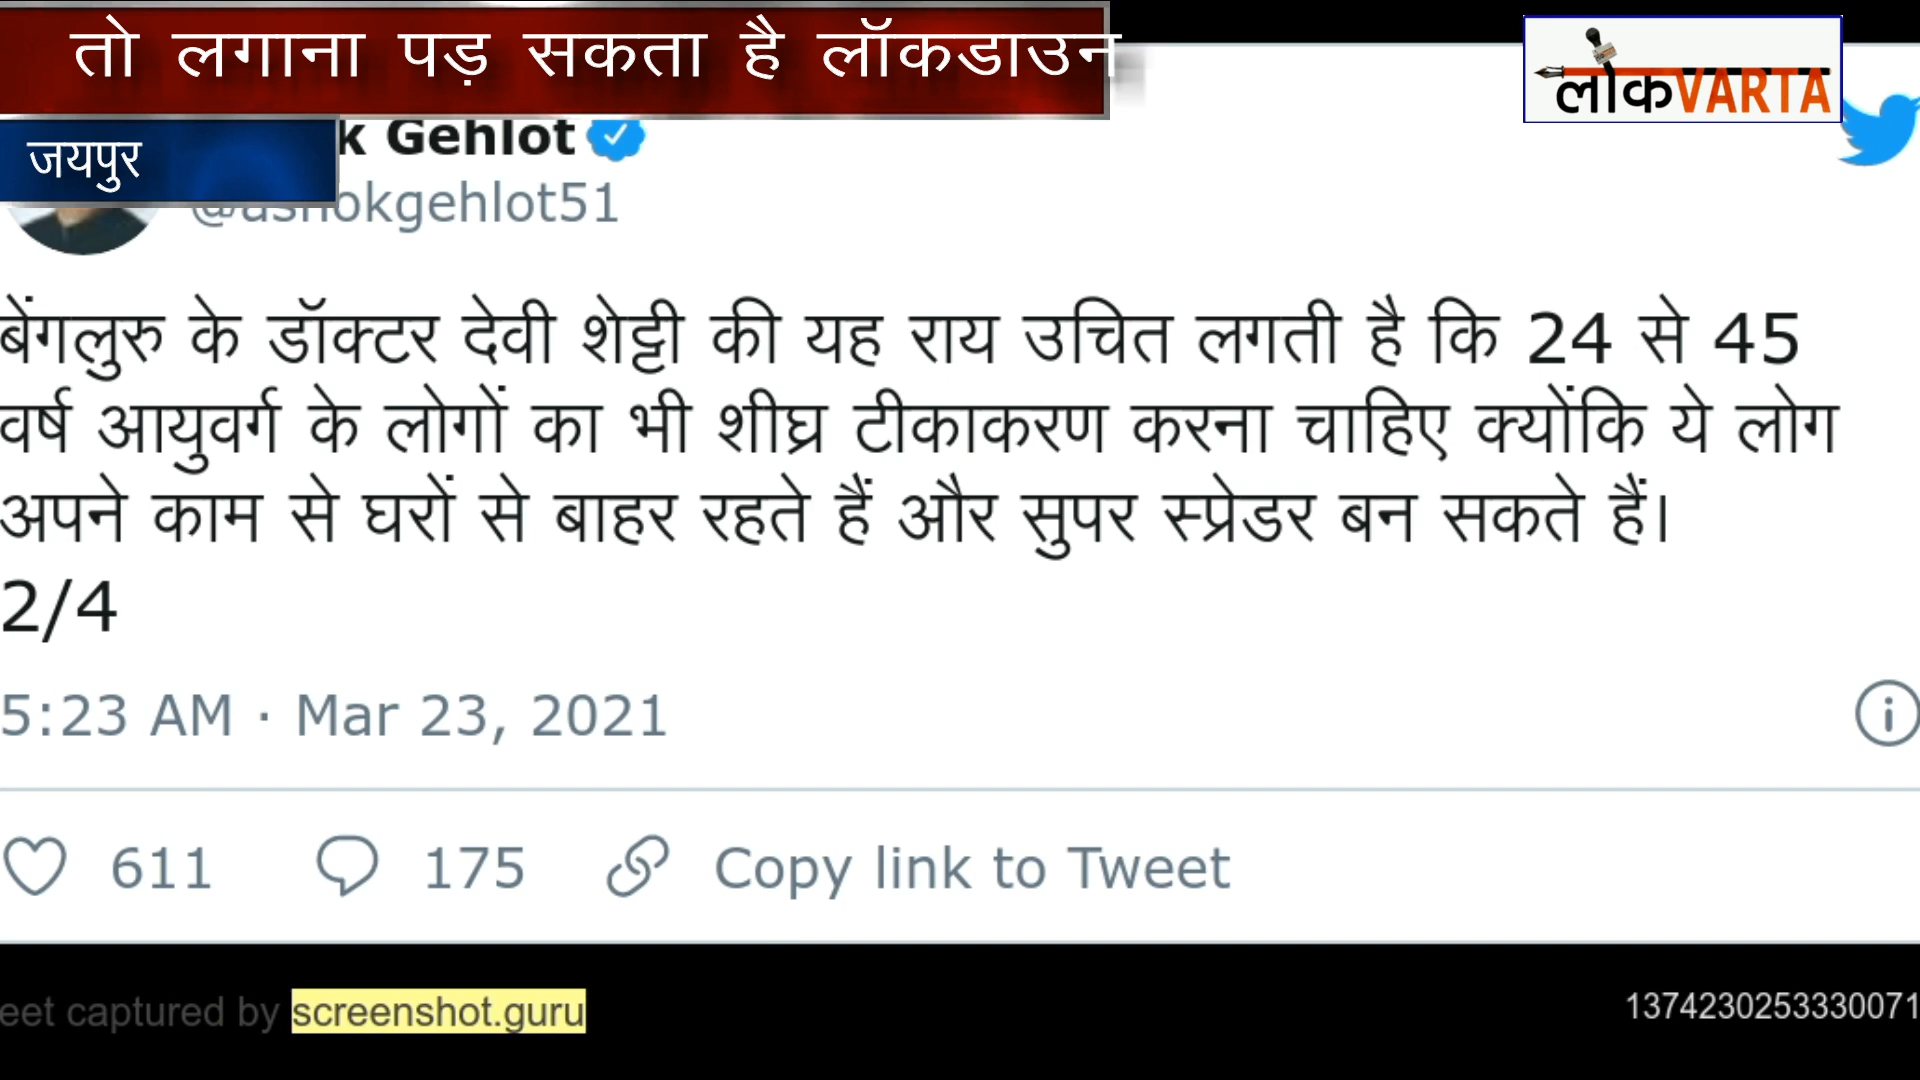 तो लगाना पड़ सकता है लॉकडाउन
लोकVARTA
जयपुर
k Gehlot
@ashokgehlot51
बेंगलुरु के डॉक्टर देवी शेट्टी की यह राय उचित लगती है कि 24 से 45
वर्ष आयुवर्ग के लोगों का भी शीघ्र टीकाकरण करना चाहिए क्योंकि ये लोग
अपने काम से घरों से बाहर रहते हैं और सुपर स्प्रेडर बन सकते हैं।
2/4
5:23 AM · Mar 23, 2021
611 175 Copy link to Tweet
eet captured by screenshot.guru
1374230253330071